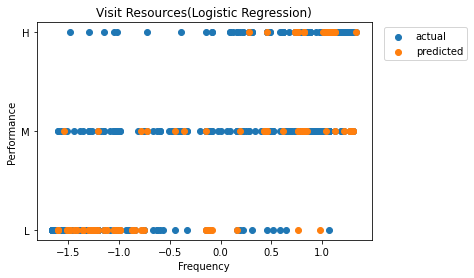 Visit Resources(Logistic Regression)
H
M
L
Performance
−1.5 −1.0 −0.5 0.0 0.5 1.0
Frequency
actual
predicted